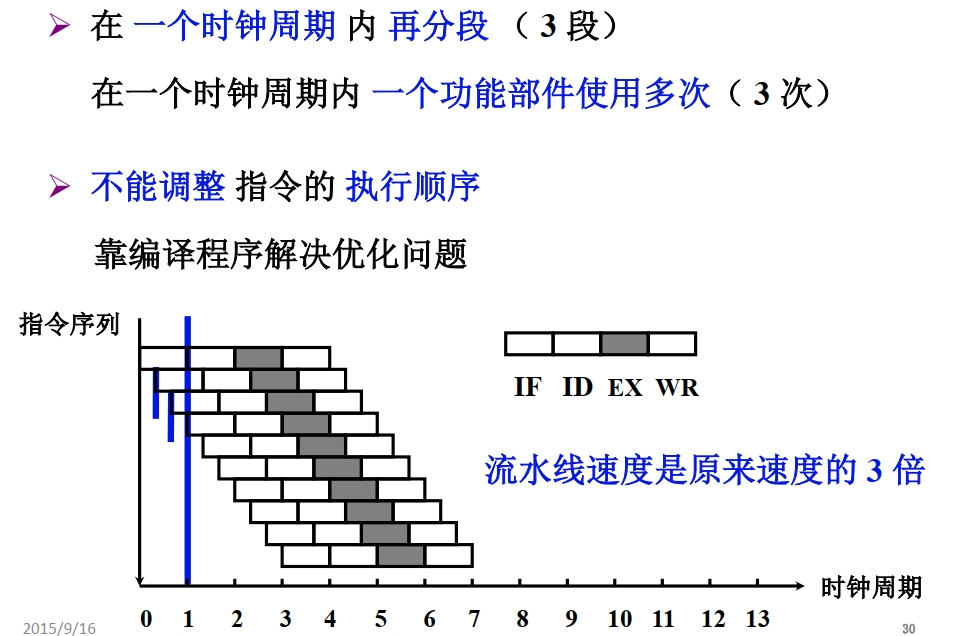 ➢ 在 一个时钟周期 内 再分段 （ 3 段）
在一个时钟周期内 一个功能部件使用多次（ 3 次）
➢ 不能调整 指令的 执行顺序
靠编译程序解决优化问题
指令序列
IF ID EX WR
流水线速度是原来速度的 3 倍
时钟周期
0 1 2 3 4 5 6 7 8 9 10 11 12 13
2015/9/16
30